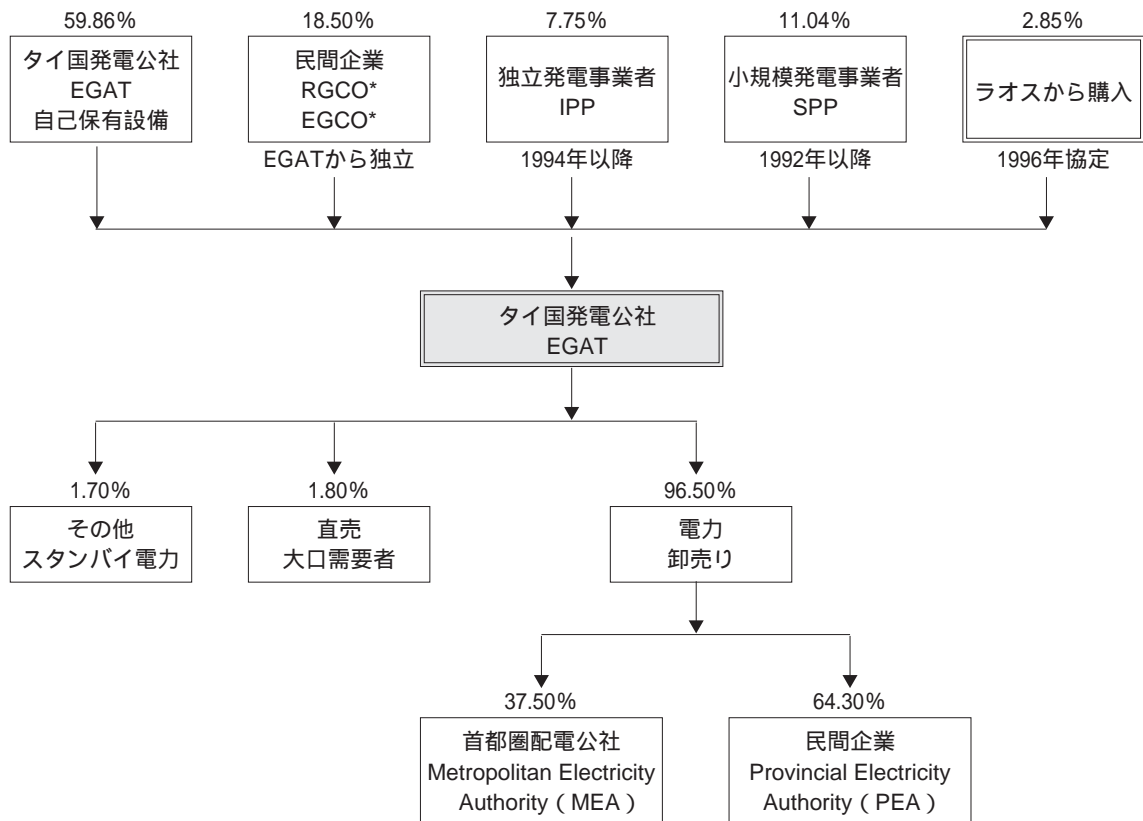 59.86%
18.50%
7.75%
11.04%
2.85%
タイ国発電公社
EGAT
自己保有設備
民間企業
RGCO*
EGCO*
独立発電事業者
IPP
小規模発電事業者
SPP
ラオスから購入
EGATから独立
1994年以降
1992年以降
1996年協定
タイ国発電公社
EGAT
1.70%
1.80%
96.50%
その他
スタンバイ電力
直売
大口需要者
電力
卸売り
37.50%
64.30%
首都圏配電公社
Metropolitan Electricity
Authority(MEA)
民間企業
Provincial Electricity
Authority(PEA)